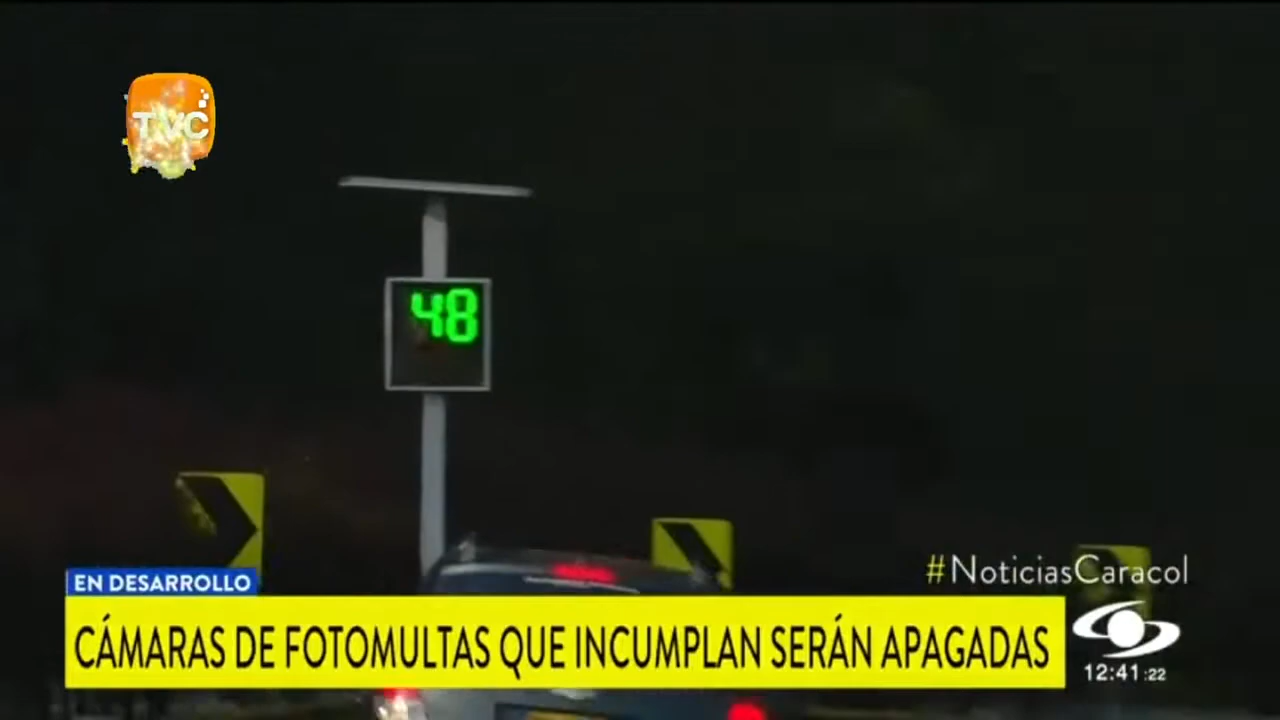 TVC
48
#NoticiasCaracol
EN DESARROLLO
CÁMARAS DE FOTOMULTAS QUE INCUMPLAN SERÁN APAGADAS
12:41:22